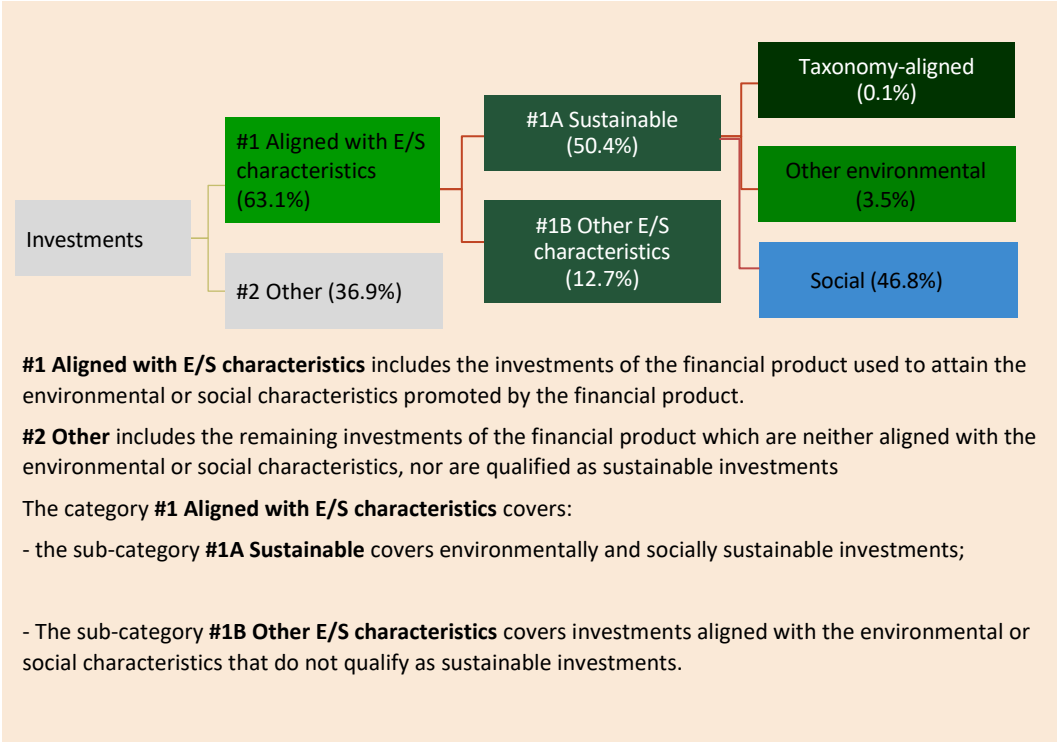 Investments
#1 Aligned with E/S
characteristics
(63.1%)
#2 Other (36.9%)
#1A Sustainable
(50.4%)
#1B Other E/S
characteristics
(12.7%)
Taxonomy-aligned
(0.1%)
Other environmental
(3.5%)
Social (46.8%)
#1 Aligned with E/S characteristics includes the investments of the financial product used to attain the
environmental or social characteristics promoted by the financial product.
#2 Other includes the remaining investments of the financial product which are neither aligned with the
environmental or social characteristics, nor are qualified as sustainable investments
The category #1 Aligned with E/S characteristics covers:
- the sub-category #1A Sustainable covers environmentally and socially sustainable investments;
- The sub-category #1B Other E/S characteristics covers investments aligned with the environmental or
social characteristics that do not qualify as sustainable investments.